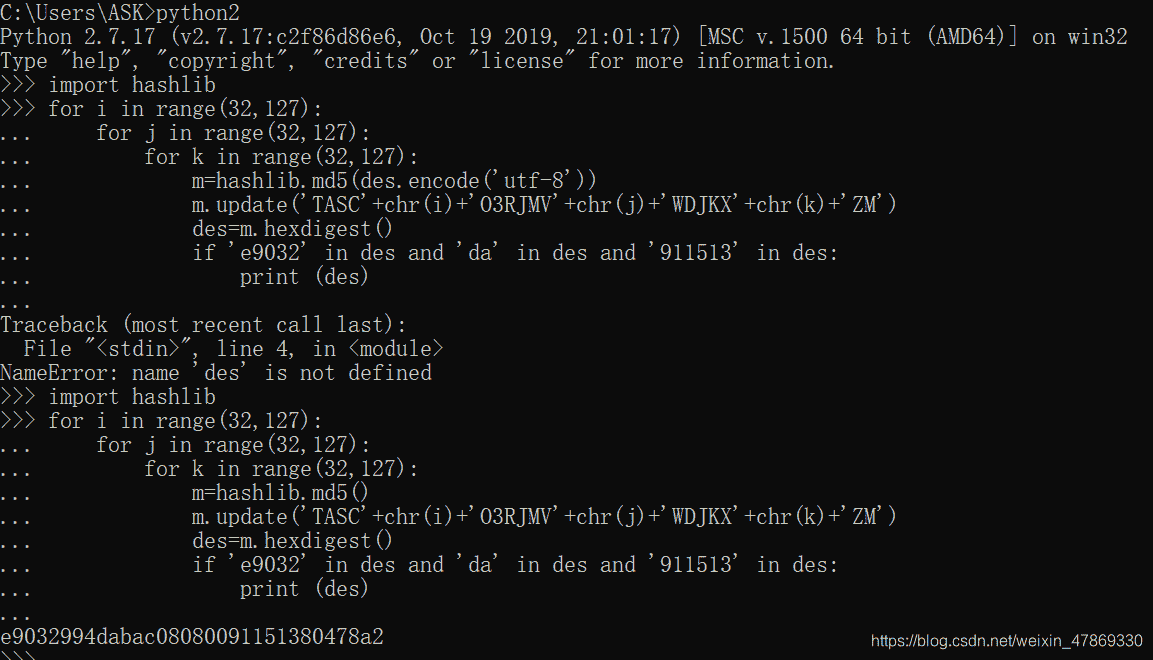 C:\Users\ASK>python2
Python 2.7.17 (v2.7.17:c2f86d86e6, Oct 19 2019, 21:01:17) [MSC v.1500 64 bit (AMD64)] on win32
Type "help", "copyright", "credits" or "license" for more information.
>>> import hashlib
>>> for i in range(32,127):
...     for j in range(32,127):
...         for k in range(32,127):
...             m=hashlib.md5(des.encode('utf-8'))
...             m.update('TASC'+chr(i)+'O3RJMV'+chr(j)+'WDJKX'+chr(k)+'ZM')
...             des=m.hexdigest()
...             if 'e9032' in des and 'da' in des and '911513' in des:
...                 print (des)
...
Traceback (most recent call last):
  File "<stdin>", line 4, in <module>
NameError: name 'des' is not defined
>>> import hashlib
>>> for i in range(32,127):
...     for j in range(32,127):
...         for k in range(32,127):
...             m=hashlib.md5()
...             m.update('TASC'+chr(i)+'O3RJMV'+chr(j)+'WDJKX'+chr(k)+'ZM')
...             des=m.hexdigest()
...             if 'e9032' in des and 'da' in des and '911513' in des:
...                 print (des)
...
e9032994dabac08080091151380478a2
https://blog.csdn.net/weixin_47869330
>>>